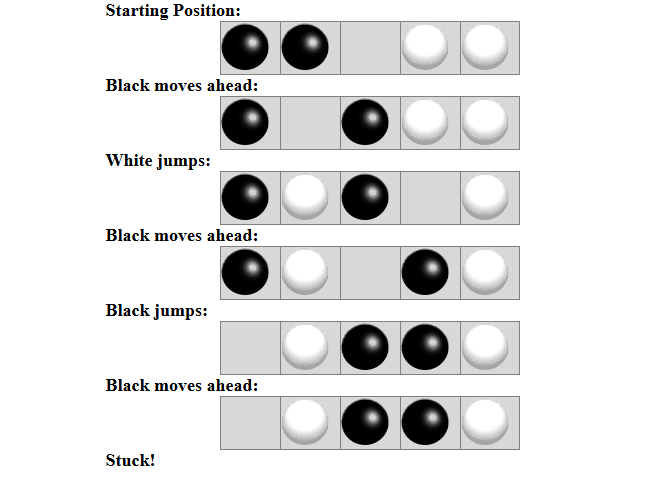 Starting Position:
Black moves ahead:
White jumps:
Black moves ahead:
Black jumps:
Black moves ahead:
Stuck!